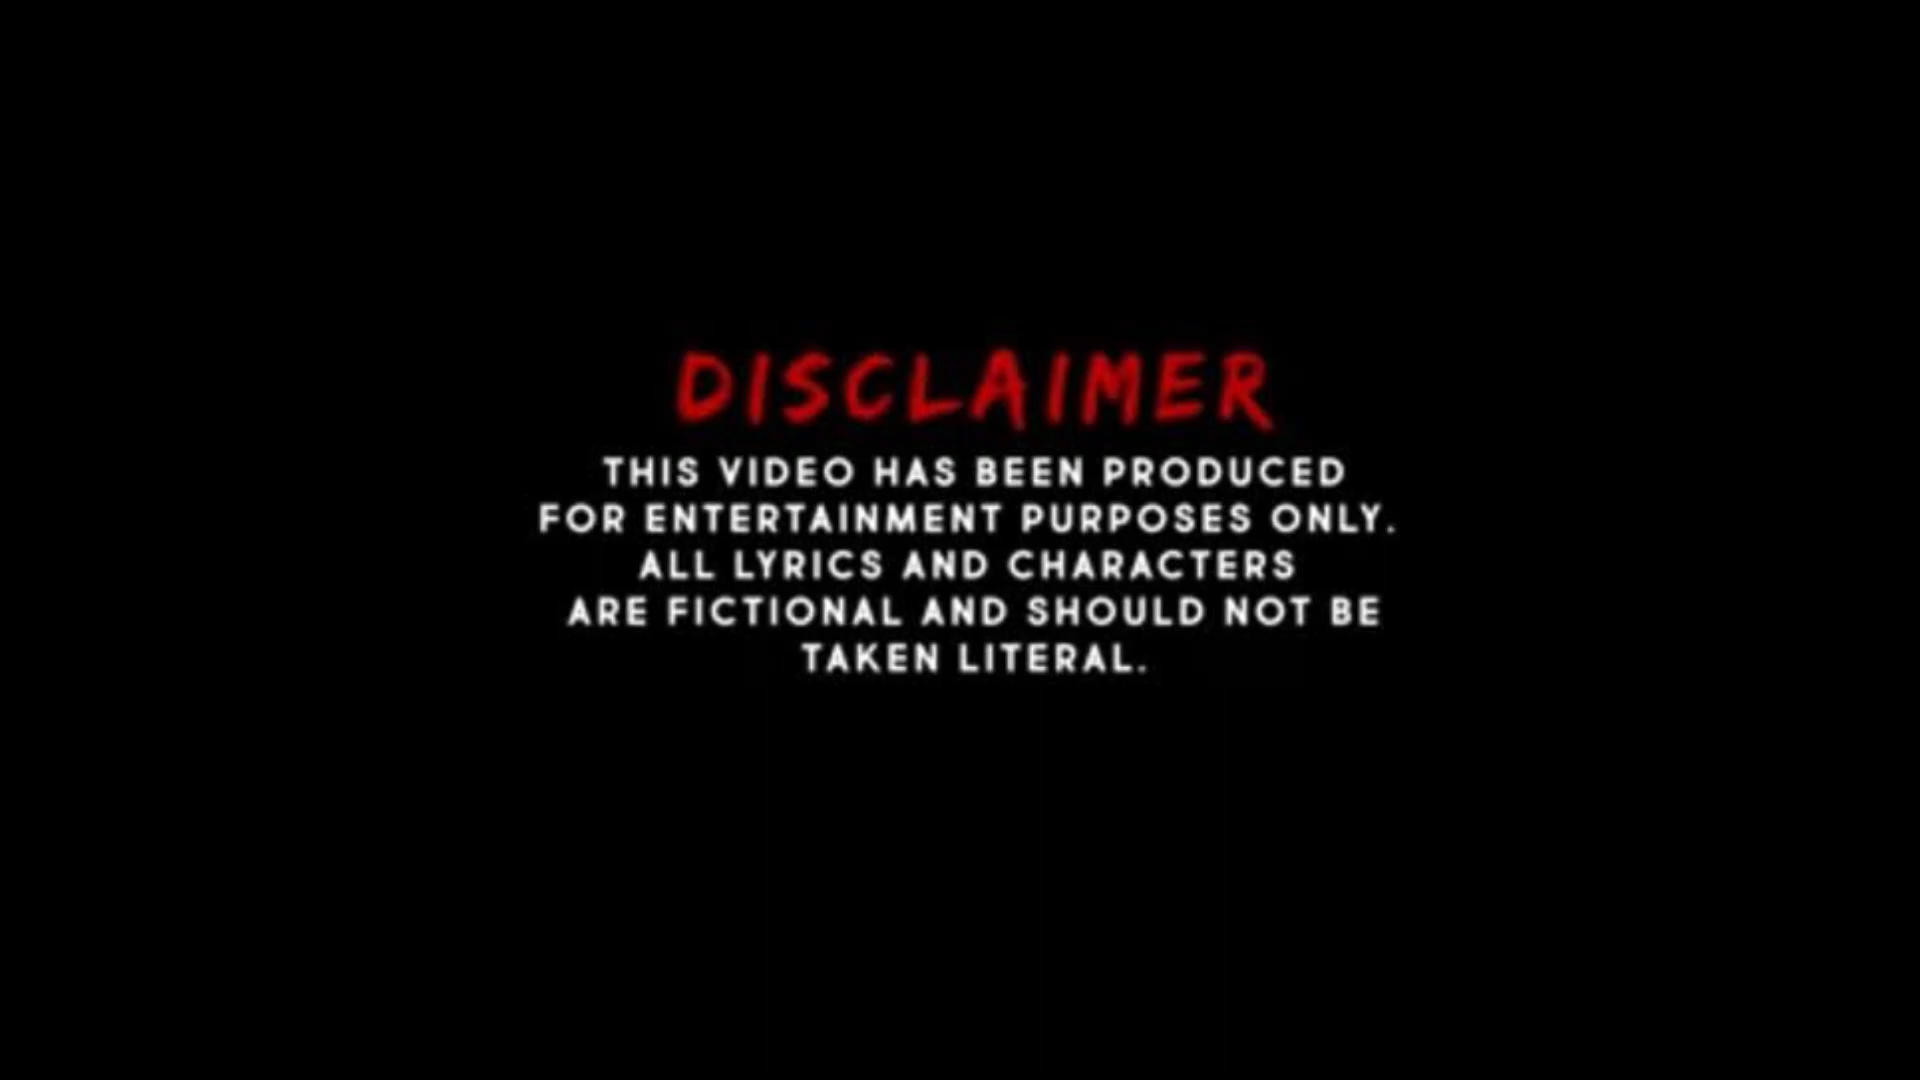 DISCLAIMER
THIS VIDEO HAS BEEN PRODUCED
FOR ENTERTAINMENT PURPOSES ONLY.
ALL LYRICS AND CHARACTERS
ARE FICTIONAL AND SHOULD NOT BE
TAKEN LITERAL.